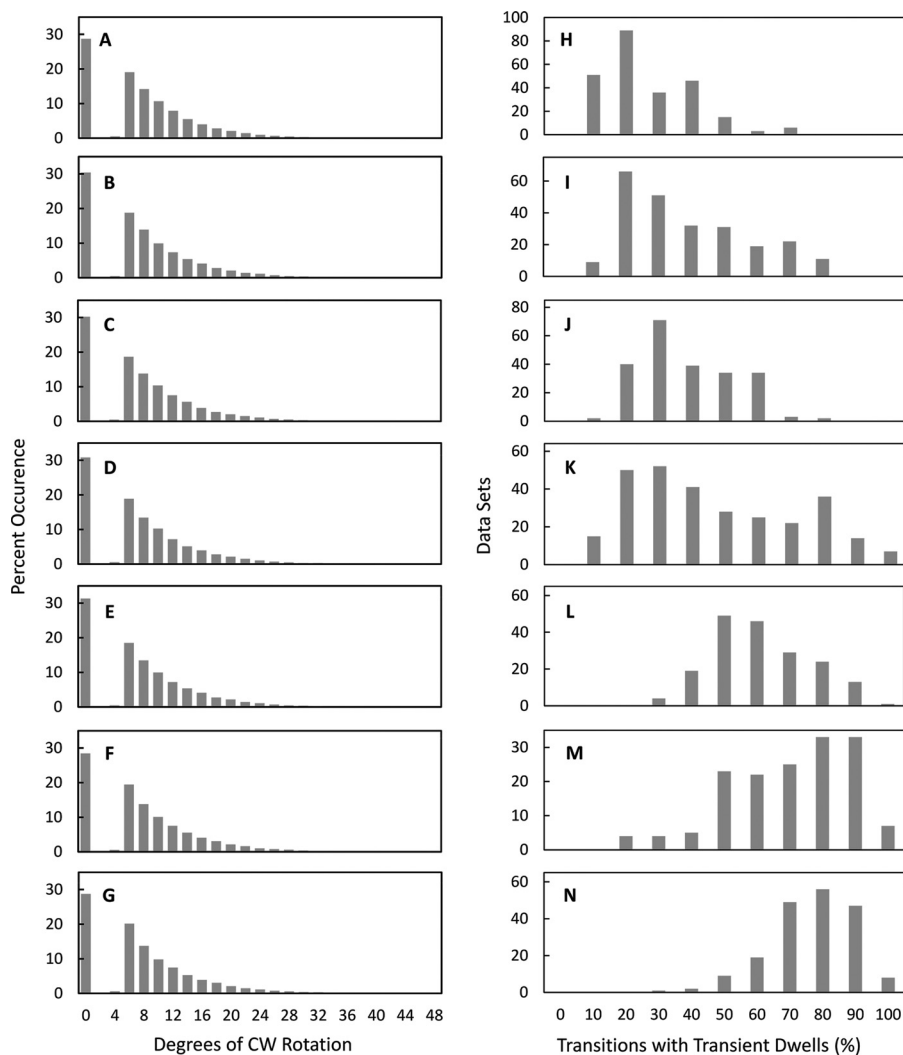 Percent Occurence
A
30
20
10
0
B
30
20
10
0
C
30
20
10
0
D
30
20
10
0
E
30
20
10
0
F
30
20
10
0
G
30
20
10
0
0 4 8 12 16 20 24 28 32 36 40 44 48
Degrees of CW Rotation
Data Sets
H
100
80
60
40
20
0
I
60
40
20
0
J
80
60
40
20
0
K
60
40
20
0
L
60
40
20
0
M
30
20
10
0
N
60
40
20
0
0 10 20 30 40 50 60 70 80 90 100
Transitions with Transient Dwells (%)